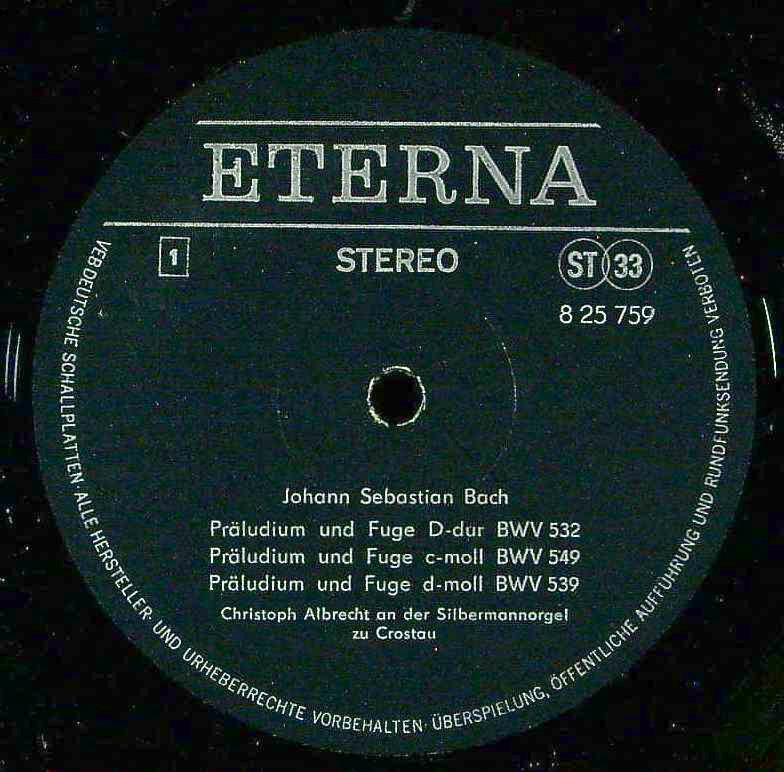 ETERNA
1
STEREO
ST 33
8 25 759
Johann Sebastian Bach
Präludium und Fuge D-dur BWV 532
Präludium und Fuge c-moll BWV 549
Präludium und Fuge d-moll BWV 539
Christoph Albrecht an der Silbermannorgel
zu Crostau
VEB DEUTSCHE SCHALLPLATTEN · ALLE HERSTELLER- UND URHEBERRECHTE VORBEHALTEN · ÜBERSPIELUNG, ÖFFENTLICHE AUFFÜHRUNG UND RUNDFUNKSENDUNG VERBOTEN